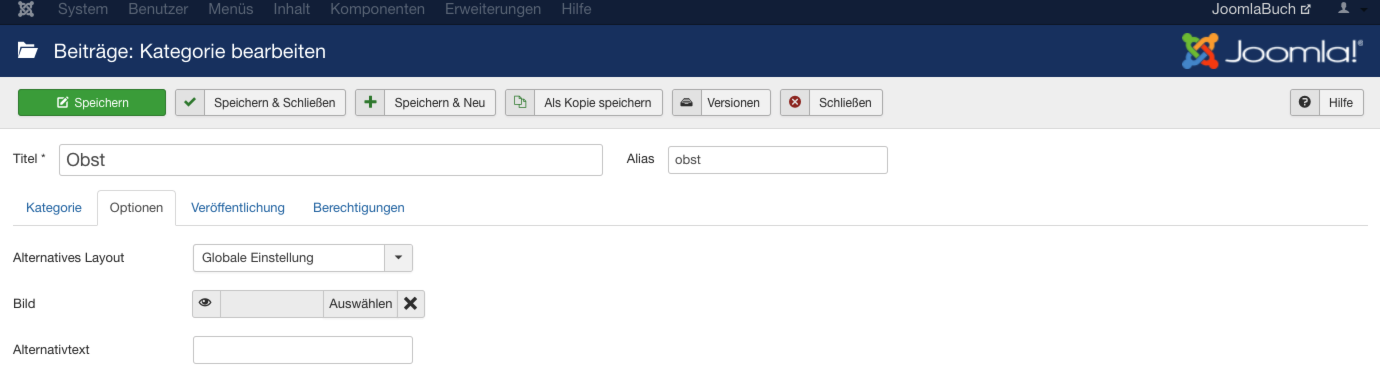 System Benutzer Menüs Inhalt Komponenten Erweiterungen Hilfe JoomlaBuch
Beiträge: Kategorie bearbeiten Joomla!®
Speichern Speichern & Schließen Speichern & Neu Als Kopie speichern Versionen Schließen Hilfe
Titel * Obst Alias obst
Kategorie Optionen Veröffentlichung Berechtigungen
Alternatives Layout Globale Einstellung
Bild Auswählen
Alternativtext